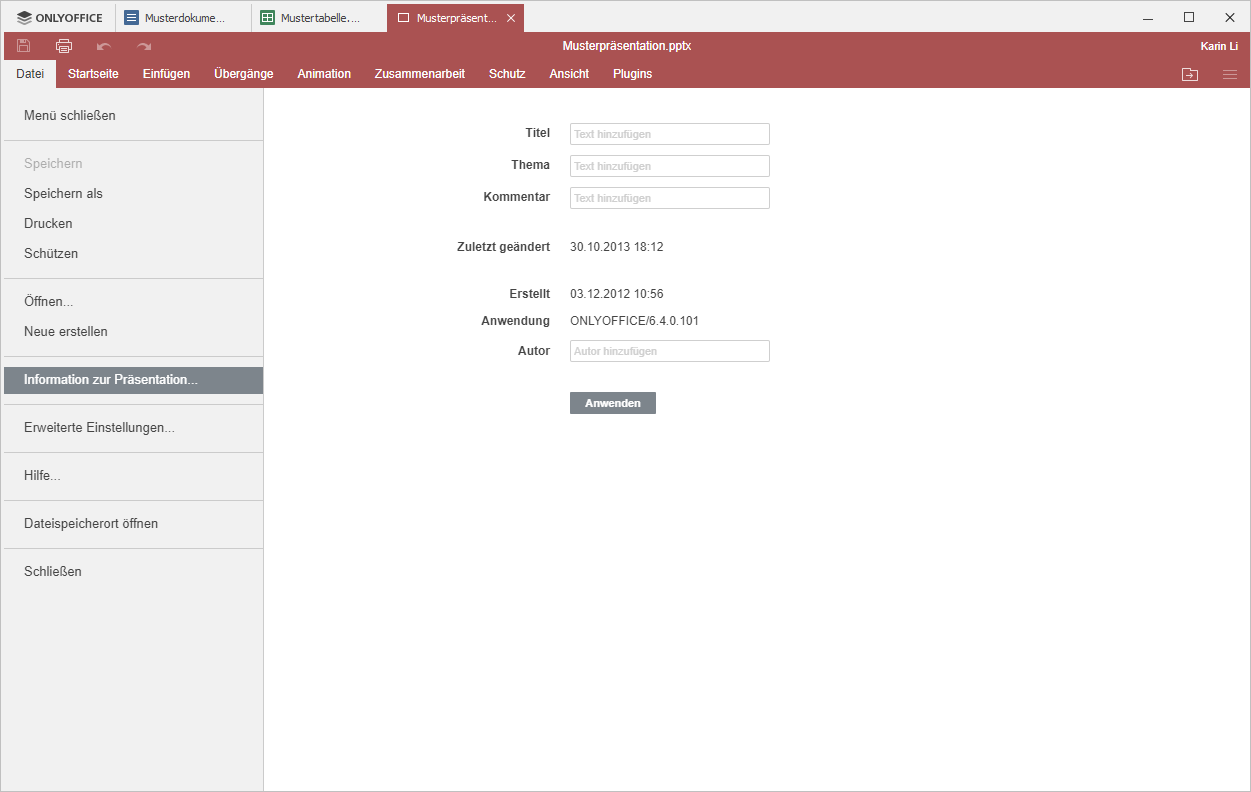 ONLYOFFICE Musterdokume... Mustertabelle.... Musterpräsent...
Musterpräsentation.pptx Karin Li
Datei Startseite Einfügen Übergänge Animation Zusammenarbeit Schutz Ansicht Plugins
Menü schließen
Speichern
Speichern als
Drucken
Schützen
Öffnen...
Neue erstellen
Information zur Präsentation...
Erweiterte Einstellungen...
Hilfe...
Dateispeicherort öffnen
Schließen
Titel Text hinzufügen
Thema Text hinzufügen
Kommentar Text hinzufügen
Zuletzt geändert 30.10.2013 18:12
Erstellt 03.12.2012 10:56
Anwendung ONLYOFFICE/6.4.0.101
Autor Autor hinzufügen
Anwenden